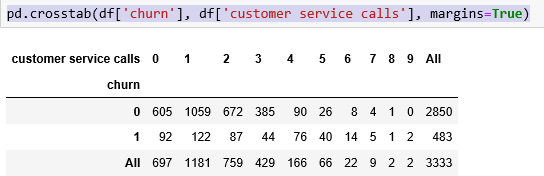 pd.crosstab(df['churn'], df['customer service calls'], margins=True)
customer service calls 0 1 2 3 4 5 6 7 8 9 All
churn
0 605 1059 672 385 90 26 8 4 1 0 2850
1 92 122 87 44 76 40 14 5 1 2 483
All 697 1181 759 429 166 66 22 9 2 2 3333